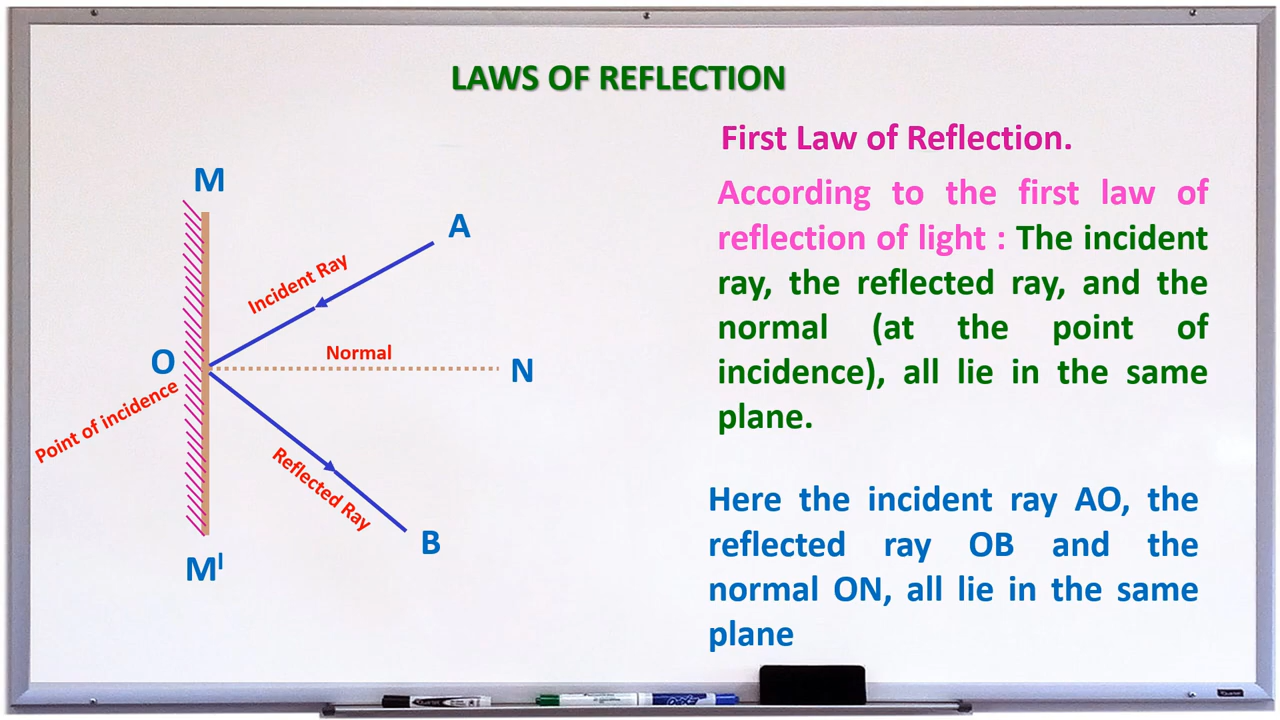 LAWS OF REFLECTION
First Law of Reflection.
According to the first law of
reflection of light : The incident
ray, the reflected ray, and the
normal (at the point of
incidence), all lie in the same
plane.
Here the incident ray AO, the
reflected ray OB and the
normal ON, all lie in the same
plane
M
A
Incident Ray
O
Normal
N
Point of incidence
Reflected Ray
B
Mˡ